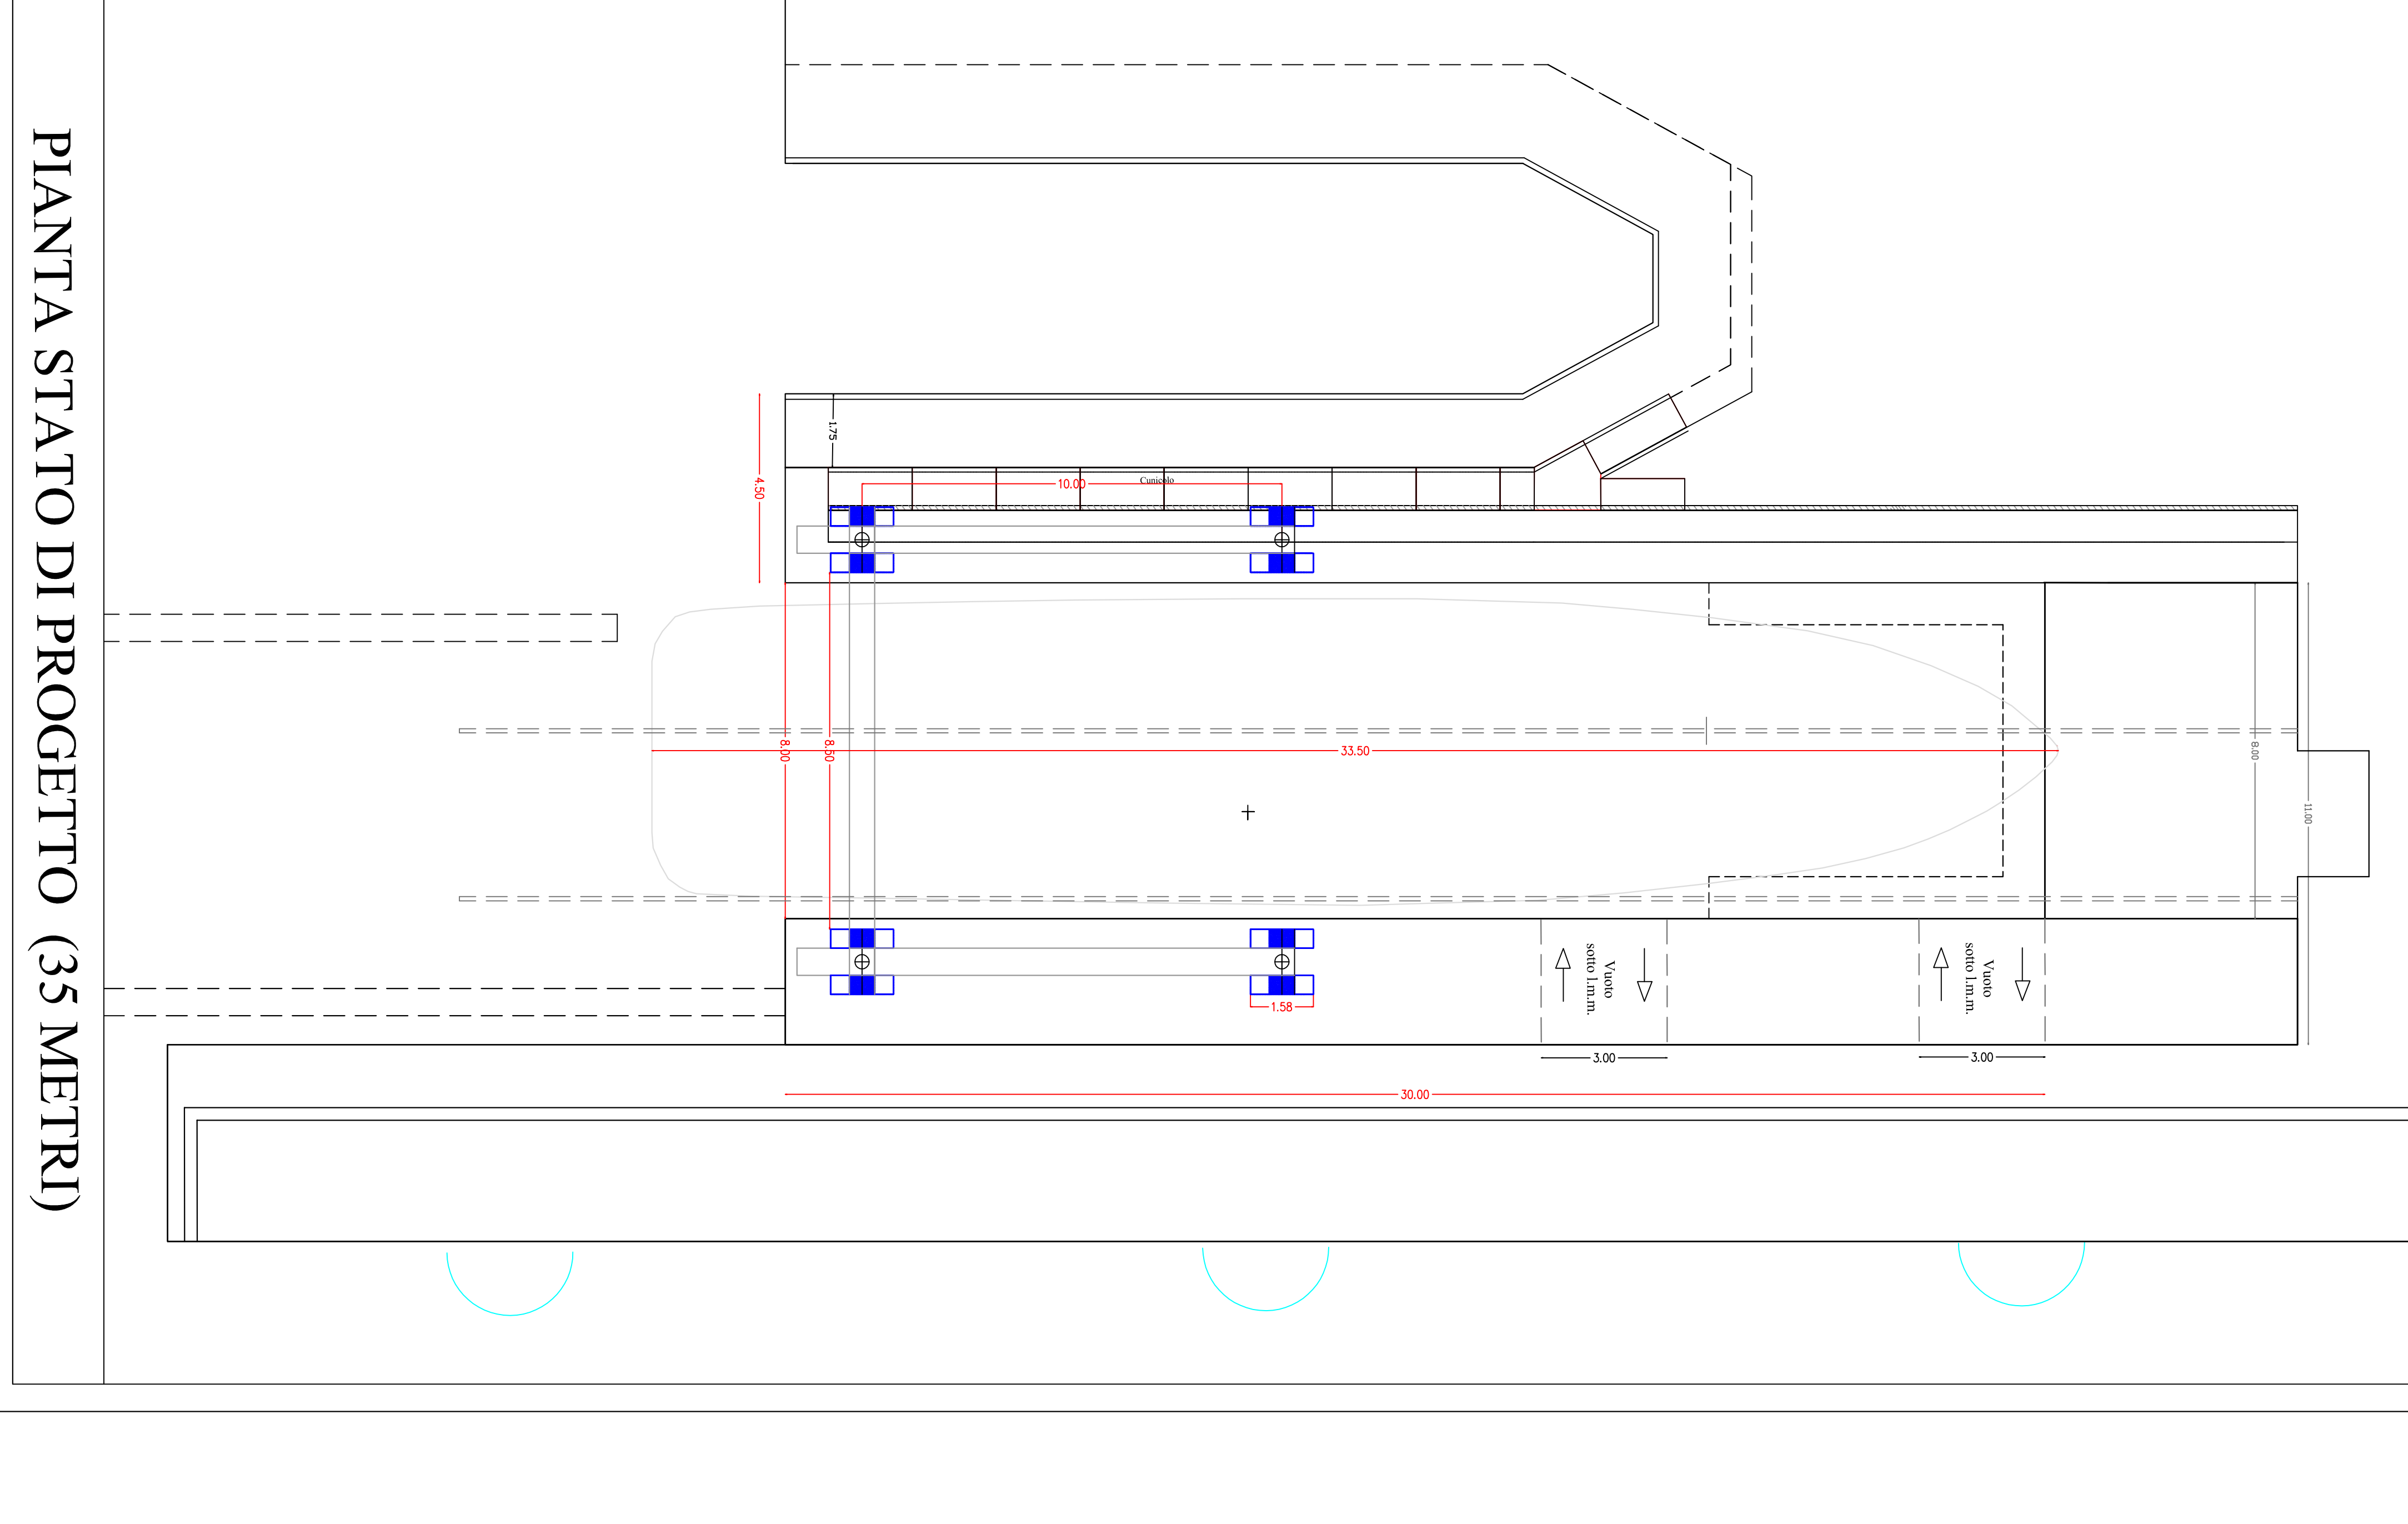 PIANTA STATO DI PROGETTO (35 METRI)
1.75
4.50
10.00
Cunicolo
8.00
8.50
33.50
8.00
11.00
Vuoto
sotto l.m.m.
Vuoto
sotto l.m.m.
1.58
3.00
3.00
30.00